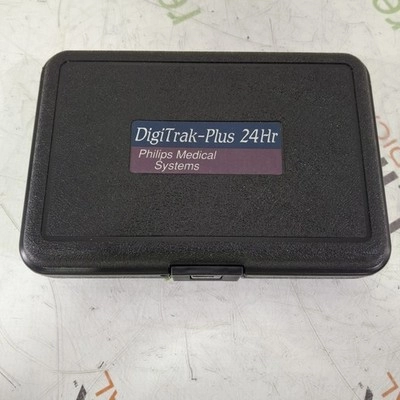 DigiTrak-Plus 24Hr
Philips Medical
Systems